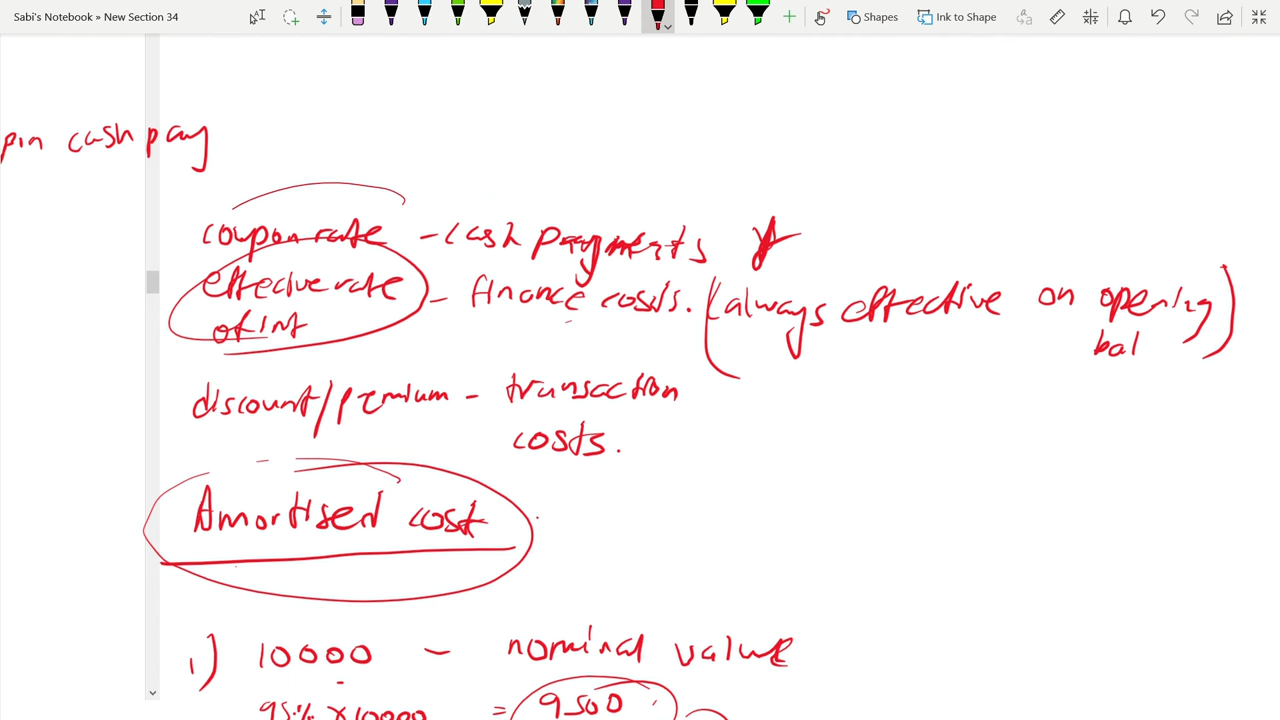 Sabi's Notebook » New Section 34
Shapes
Ink to Shape
pin cash pay
coupon rate - cash payments
effective rate of int - finance costs. (always effective on opening bal)
discount/premium - transaction costs.
Amortised cost
1) 10000 - nominal value
95% x 10000 = 9500